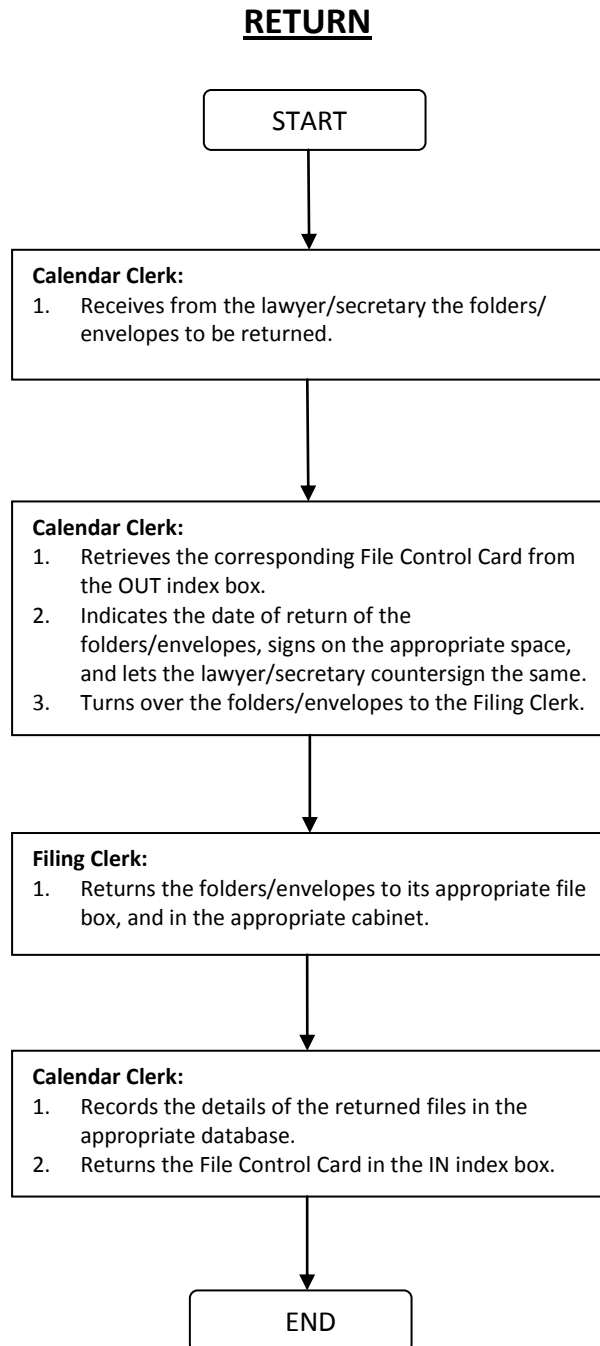 RETURN
START
Calendar Clerk:
1. Receives from the lawyer/secretary the folders/
envelopes to be returned.
Calendar Clerk:
1. Retrieves the corresponding File Control Card from
the OUT index box.
2. Indicates the date of return of the
folders/envelopes, signs on the appropriate space,
and lets the lawyer/secretary countersign the same.
3. Turns over the folders/envelopes to the Filing Clerk.
Filing Clerk:
1. Returns the folders/envelopes to its appropriate file
box, and in the appropriate cabinet.
Calendar Clerk:
1. Records the details of the returned files in the
appropriate database.
2. Returns the File Control Card in the IN index box.
END